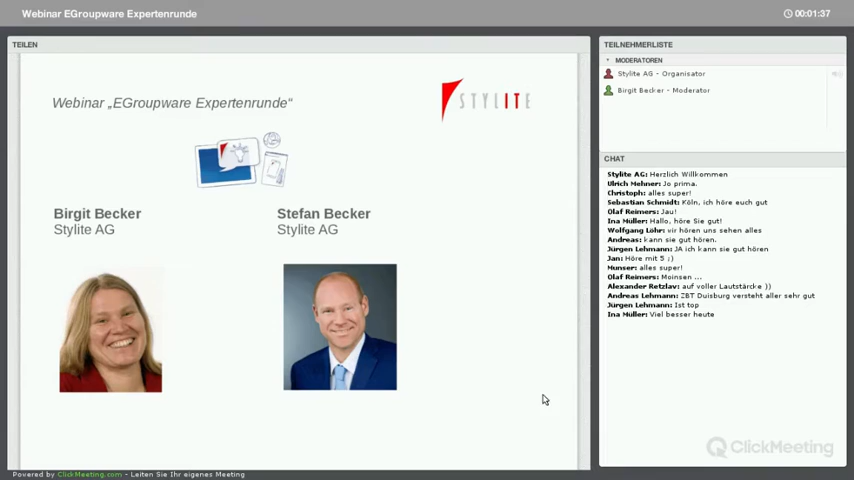 Webinar EGroupware Expertenrunde
00:01:37
TEILEN
Webinar „EGroupware Expertenrunde“
STYLITE
Birgit Becker
Stylite AG
Stefan Becker
Stylite AG
TEILNEHMERLISTE
MODERATOREN
Stylite AG - Organisator
Birgit Becker - Moderator
CHAT
Stylite AG: Herzlich Willkommen
Ulrich Mehner: Jo prima.
Christoph: alles super!
Sebastian Schmidt: Köln, ich höre euch gut
Olaf Reimers: Jau!
Ina Müller: Hallo, höre Sie gut!
Wolfgang Löhr: wir hören uns sehen alles
Andreas: kann sie gut hören.
Jürgen Lehmann: JA ich kann sie gut hören
Jan: Höre mit 5 ;)
Munser: alles super!
Olaf Reimers: Moinsen ...
Alexander Retzlav: auf voller Lautstärcke ))
Andreas Lehmann: ZBT Duisburg versteht aller sehr gut
Jürgen Lehmann: Ist top
Ina Müller: Viel besser heute
ClickMeeting
Powered by ClickMeeting.com - Leiten Sie Ihr eigenes Meeting